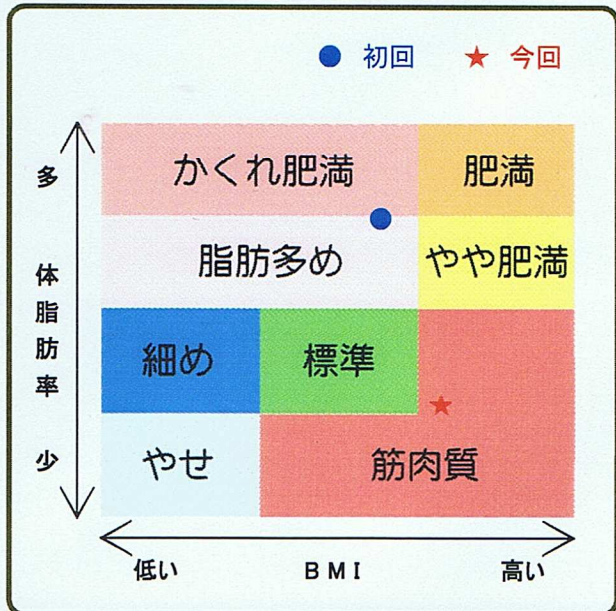 ● 初回 ★ 今回
多
体脂肪率
少
かくれ肥満 肥満
脂肪多め やや肥満
細め 標準
やせ 筋肉質
低い BMI 高い